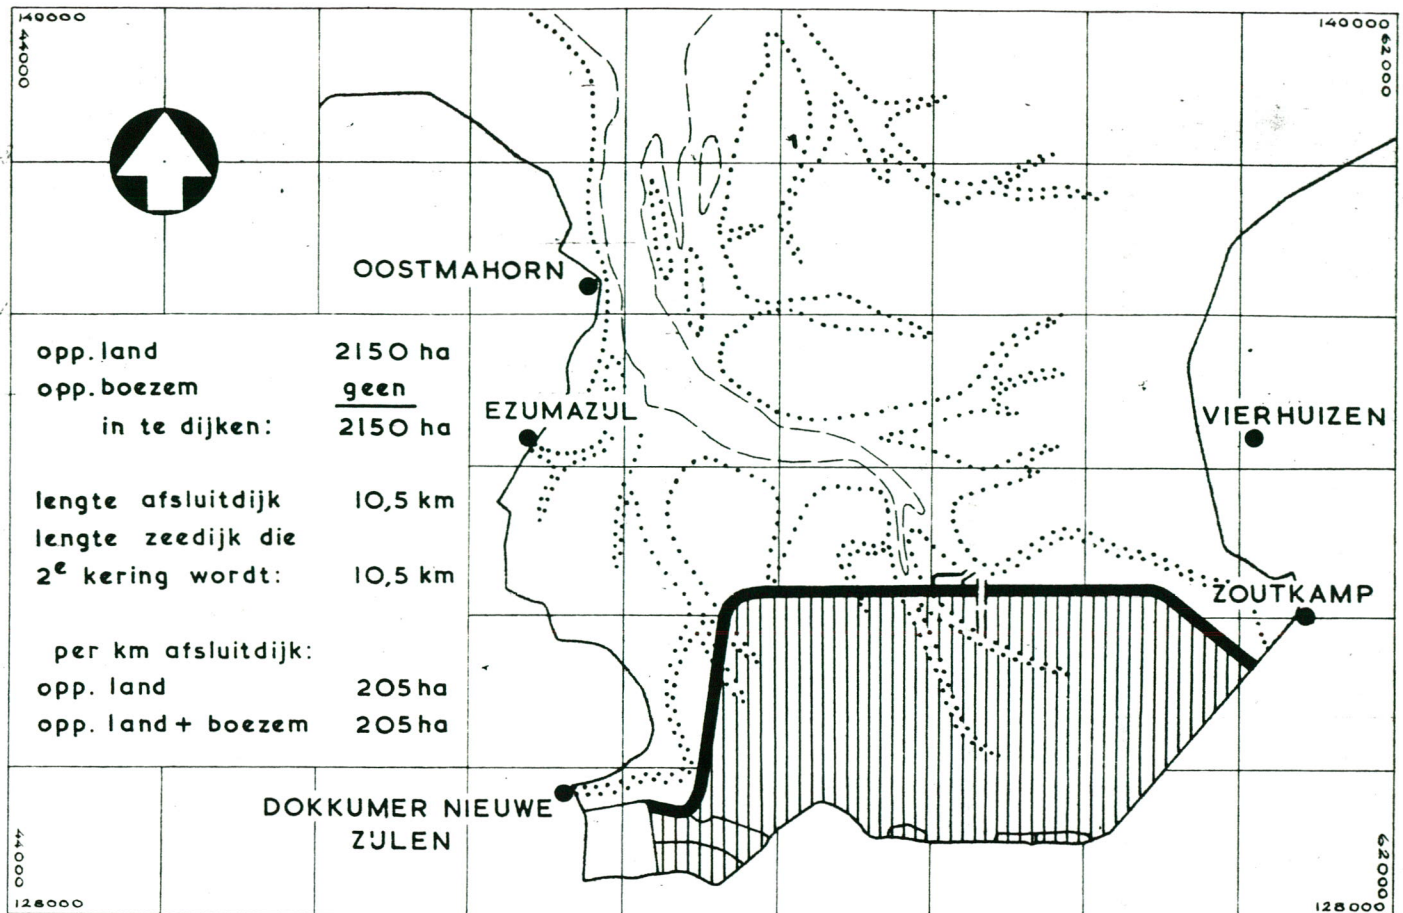 140000
44000
140000
62000
OOSTMAHORN
opp. land 2150 ha
opp. boezem geen
in te dijken: 2150 ha
EZUMAZIJL
VIERHUIZEN
lengte afsluitdijk 10,5 km
lengte zeedijk die
2e kering wordt: 10,5 km
ZOUTKAMP
per km afsluitdijk:
opp. land 205 ha
opp. land + boezem 205 ha
DOKKUMER NIEUWE
ZIJLEN
44000
128000
62000
128000